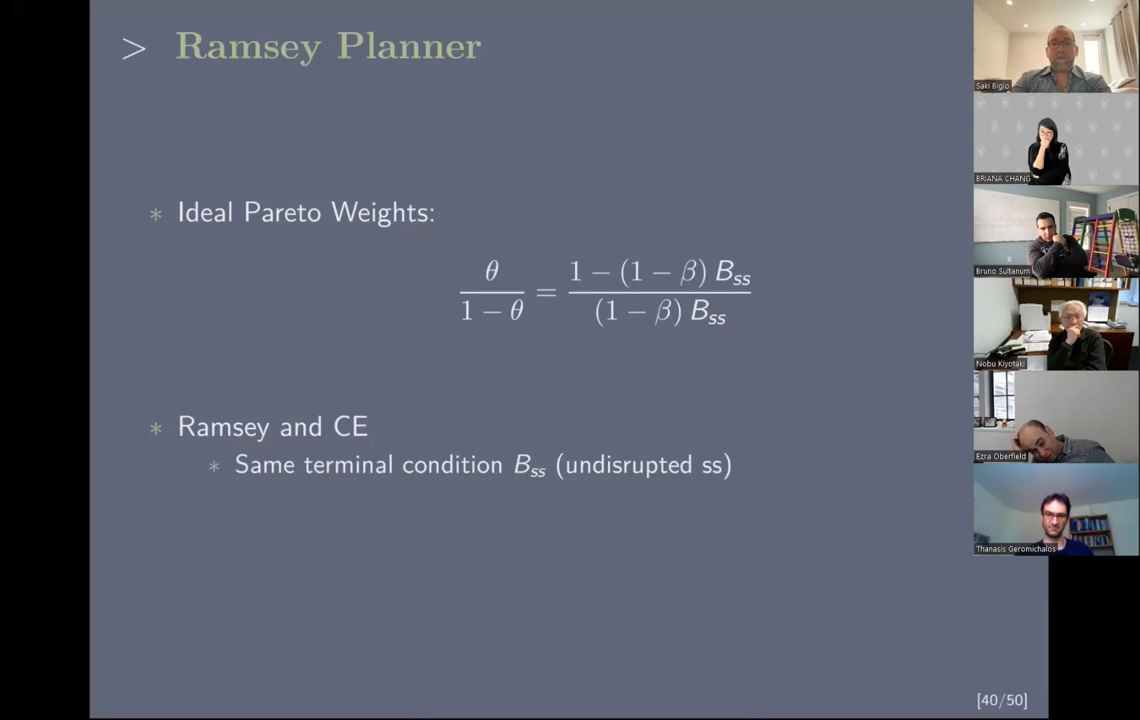 > Ramsey Planner
* Ideal Pareto Weights:
θ / (1 − θ) = (1 − (1 − β) B_ss) / ((1 − β) B_ss)
* Ramsey and CE
* Same terminal condition B_ss (undisrupted ss)
[40/50]
Saki Bigio
BRIANA CHANG
Bruno Sultanum
Nobu Kiyotaki
Ezra Oberfield
Thanasis Geromichalos